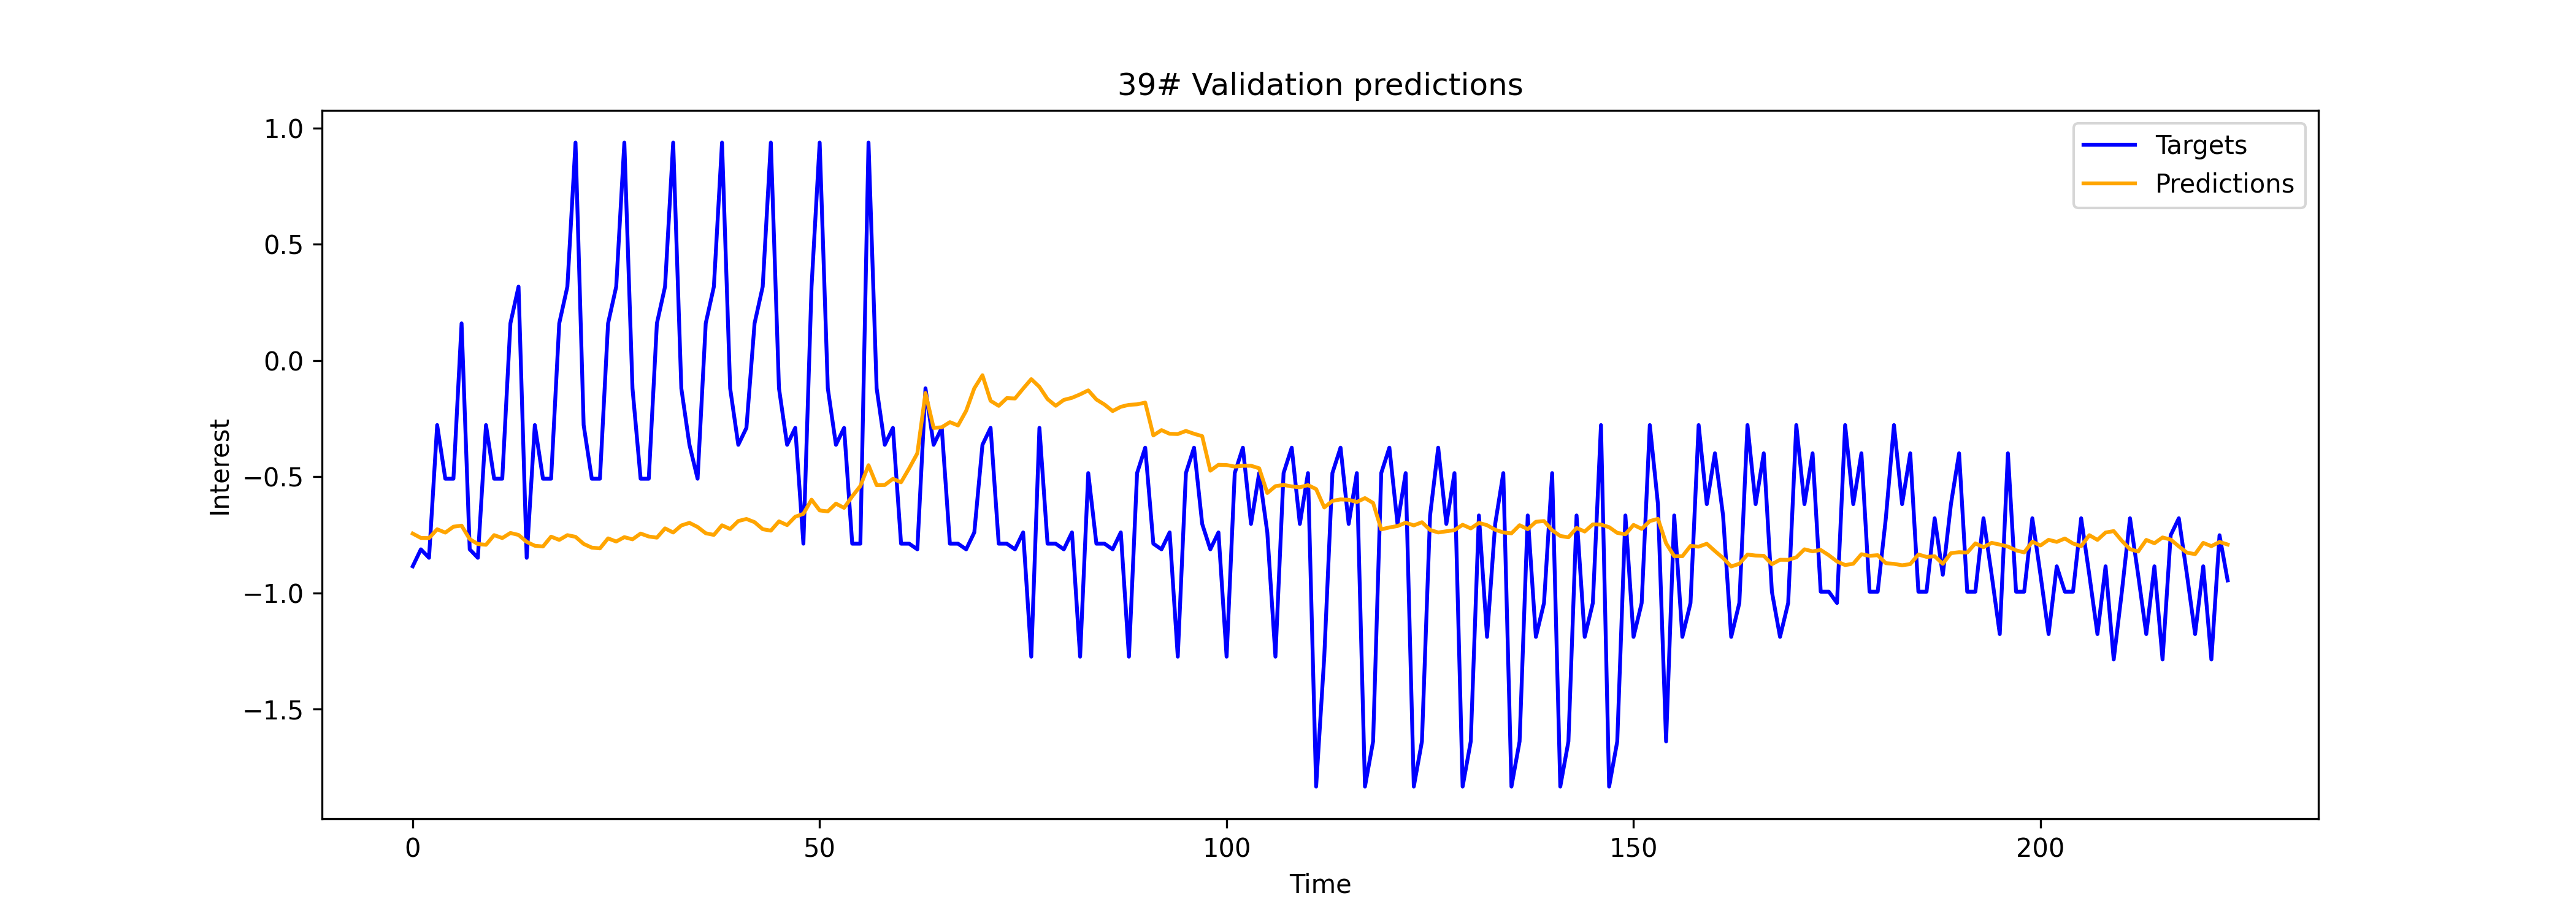 39# Validation predictions
Targets
Predictions
Interest
1.0
0.5
0.0
−0.5
−1.0
−1.5
0
50
100
150
200
Time